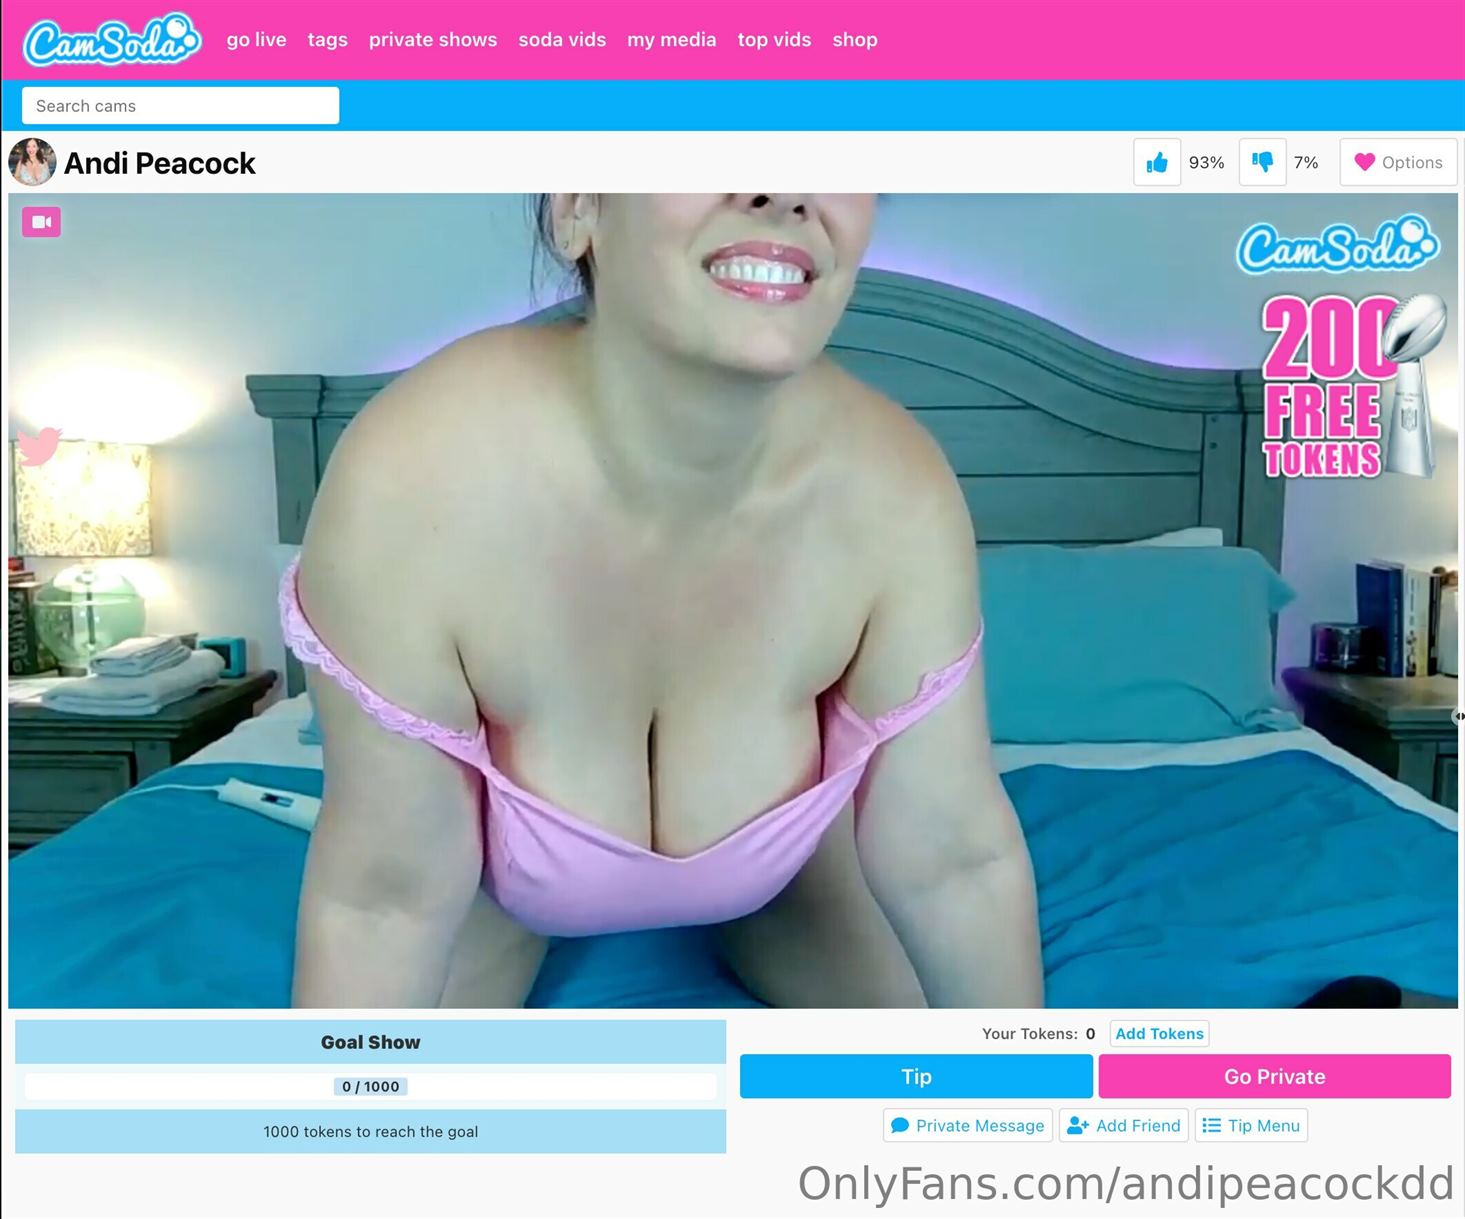 CamSoda go live tags private shows soda vids my media top vids shop
Search cams
Andi Peacock 93% 7% Options
CamSoda
200
FREE
TOKENS
Goal Show
0 / 1000
1000 tokens to reach the goal
Your Tokens: 0 Add Tokens
Tip Go Private
Private Message Add Friend Tip Menu
OnlyFans.com/andipeacockdd